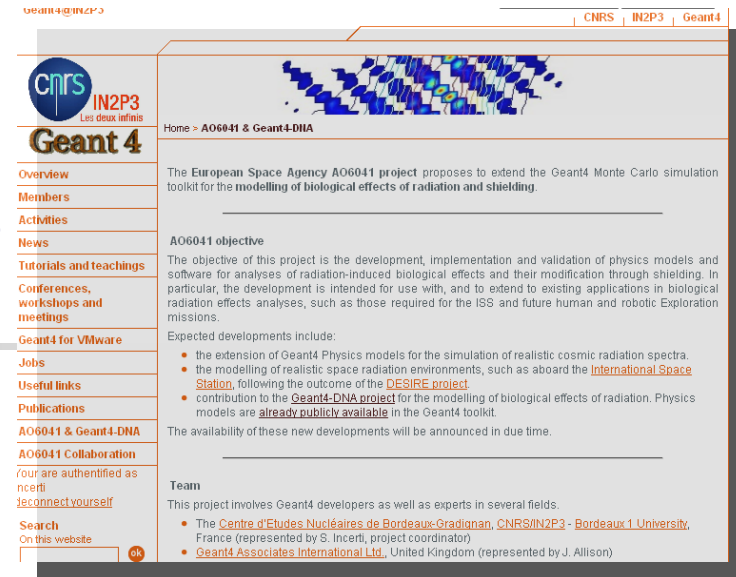 Geant4@IN2P3
CNRS | IN2P3 | Geant4
cnrs
IN2P3
Les deux infinis
Geant 4
Home > AO6041 & Geant4-DNA
Overview
Members
Activities
News
Tutorials and teachings
Conferences,
workshops and
meetings
Geant4 for VMware
Jobs
Useful links
Publications
AO6041 & Geant4-DNA
AO6041 Collaboration
Your are authentified as
incerti
deconnect yourself
Search
On this website
ok
The European Space Agency AO6041 project proposes to extend the Geant4 Monte Carlo simulation
toolkit for the modelling of biological effects of radiation and shielding.
AO6041 objective
The objective of this project is the development, implementation and validation of physics models and
software for analyses of radiation-induced biological effects and their modification through shielding. In
particular, the development is intended for use with, and to extend to existing applications in biological
radiation effects analyses, such as those required for the ISS and future human and robotic Exploration
missions.
Expected developments include:
• the extension of Geant4 Physics models for the simulation of realistic cosmic radiation spectra.
• the modelling of realistic space radiation environments, such as aboard the International Space
Station, following the outcome of the DESIRE project.
• contribution to the Geant4-DNA project for the modelling of biological effects of radiation. Physics
models are already publicly available in the Geant4 toolkit.
The availability of these new developments will be announced in due time.
Team
This project involves Geant4 developers as well as experts in several fields.
• The Centre d'Etudes Nucléaires de Bordeaux-Gradignan, CNRS/IN2P3 - Bordeaux 1 University,
France (represented by S. Incerti, project coordinator)
• Geant4 Associates International Ltd., United Kingdom (represented by J. Allison)